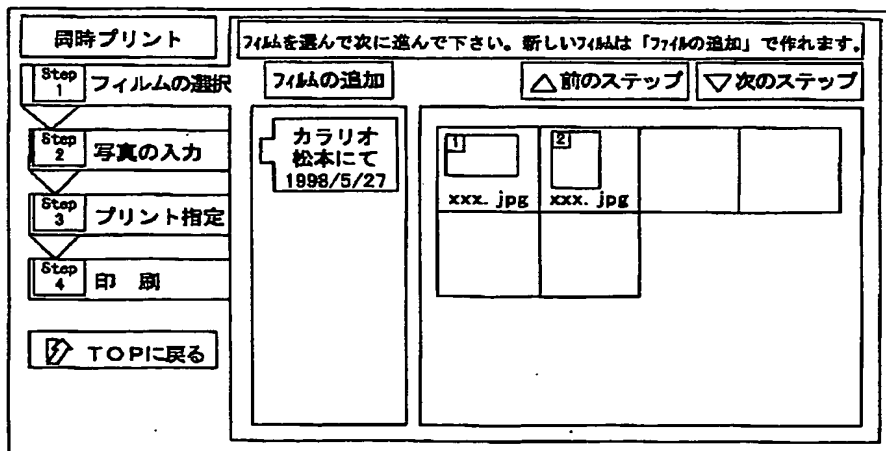 同時プリント
ﾌｨﾙﾑを選んで次に進んで下さい。新しいﾌｨﾙﾑは「ﾌｧｲﾙの追加」で作れます。
Step 1 フィルムの選択
ﾌｨﾙﾑの追加
△前のステップ
▽次のステップ
Step 2 写真の入力
Step 3 プリント指定
Step 4 印 刷
TOPに戻る
カラリオ
松本にて
1998/5/27
1
xxx. jpg
2
xxx. jpg